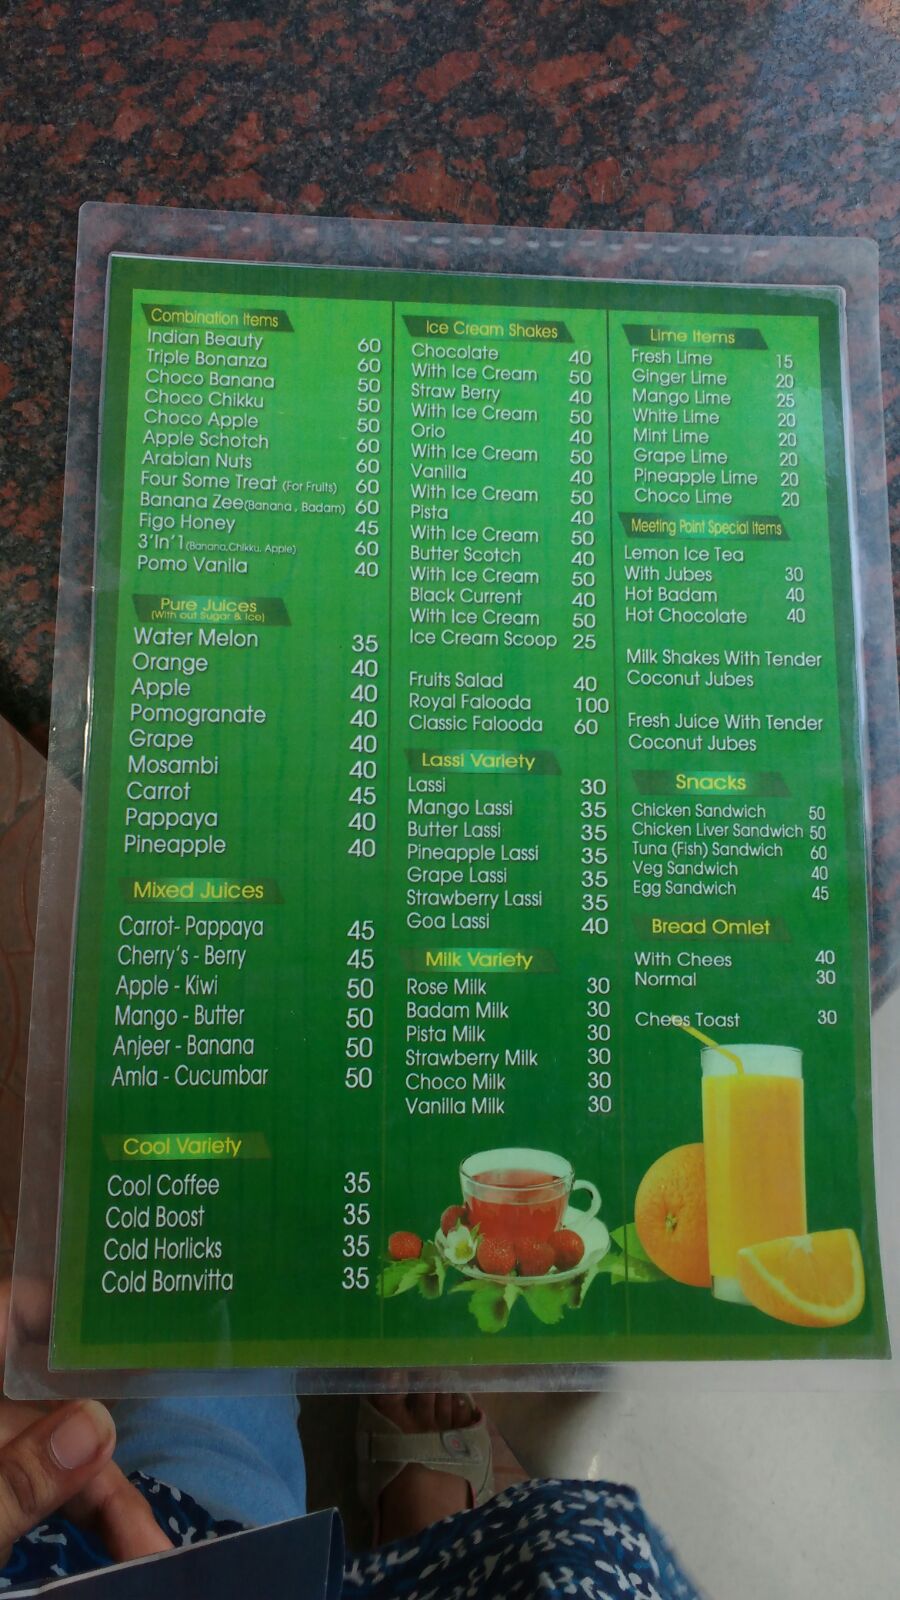 Combination Items
Indian Beauty 60
Triple Bonanza 60
Choco Banana 50
Choco Chikku 50
Choco Apple 50
Apple Schotch 60
Arabian Nuts 60
Four Some Treat (For Fruits) 60
Banana Zee(Banana , Badam) 60
Figo Honey 45
3'In'1(Banana,Chikku, Apple) 60
Pomo Vanila 40
Pure Juices
(With out Sugar & Ice)
Water Melon 35
Orange 40
Apple 40
Pomogranate 40
Grape 40
Mosambi 40
Carrot 45
Pappaya 40
Pineapple 40
Mixed Juices
Carrot- Pappaya 45
Cherry's - Berry 45
Apple - Kiwi 50
Mango - Butter 50
Anjeer - Banana 50
Amla - Cucumbar 50
Cool Variety
Cool Coffee 35
Cold Boost 35
Cold Horlicks 35
Cold Bornvitta 35
Ice Cream Shakes
Chocolate 40
With Ice Cream 50
Straw Berry 40
With Ice Cream 50
Orio 40
With Ice Cream 50
Vanilla 40
With Ice Cream 50
Pista 40
With Ice Cream 50
Butter Scotch 40
With Ice Cream 50
Black Current 40
With Ice Cream 50
Ice Cream Scoop 25
Fruits Salad 40
Royal Falooda 100
Classic Falooda 60
Lassi Variety
Lassi 30
Mango Lassi 35
Butter Lassi 35
Pineapple Lassi 35
Grape Lassi 35
Strawberry Lassi 35
Goa Lassi 40
Milk Variety
Rose Milk 30
Badam Milk 30
Pista Milk 30
Strawberry Milk 30
Choco Milk 30
Vanilla Milk 30
Lime Items
Fresh Lime 15
Ginger Lime 20
Mango Lime 25
White Lime 20
Mint Lime 20
Grape Lime 20
Pineapple Lime 20
Choco Lime 20
Meeting Point Special Items
Lemon Ice Tea
With Jubes 30
Hot Badam 40
Hot Chocolate 40
Milk Shakes With Tender
Coconut Jubes
Fresh Juice With Tender
Coconut Jubes
Snacks
Chicken Sandwich 50
Chicken Liver Sandwich 50
Tuna (Fish) Sandwich 60
Veg Sandwich 40
Egg Sandwich 45
Bread Omlet
With Chees 40
Normal 30
Chees Toast 30